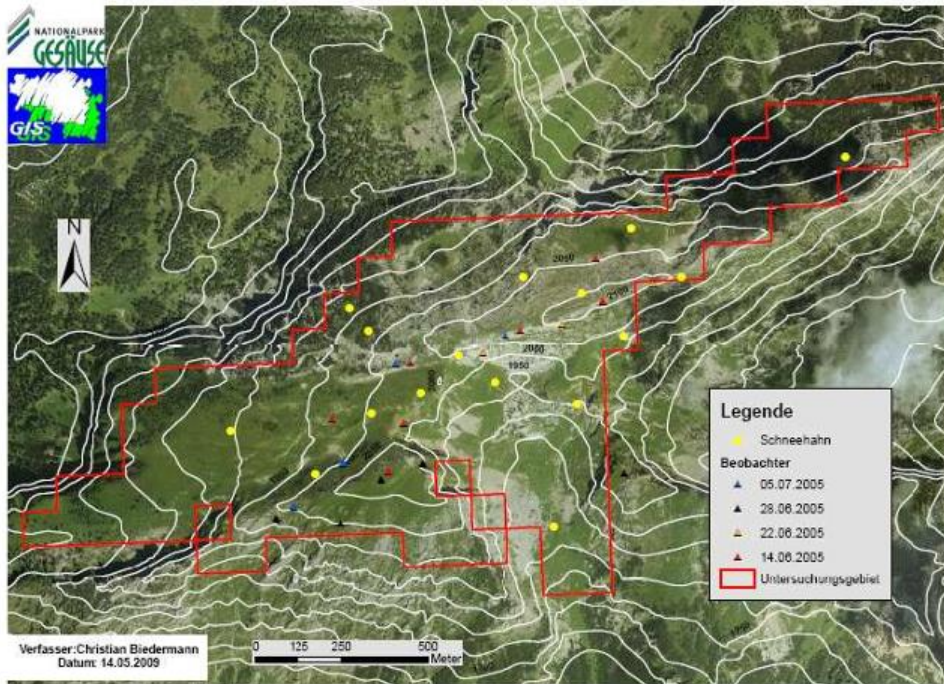 NATIONALPARK
GESÄUSE
GIS
2050
2100
2000
1950
Legende
Schneehahn
Beobachter
05.07.2005
28.06.2005
22.06.2005
14.06.2005
Untersuchungsgebiet
Verfasser:Christian Biedermann
Datum: 14.05.2009
0 125 250 500
Meter